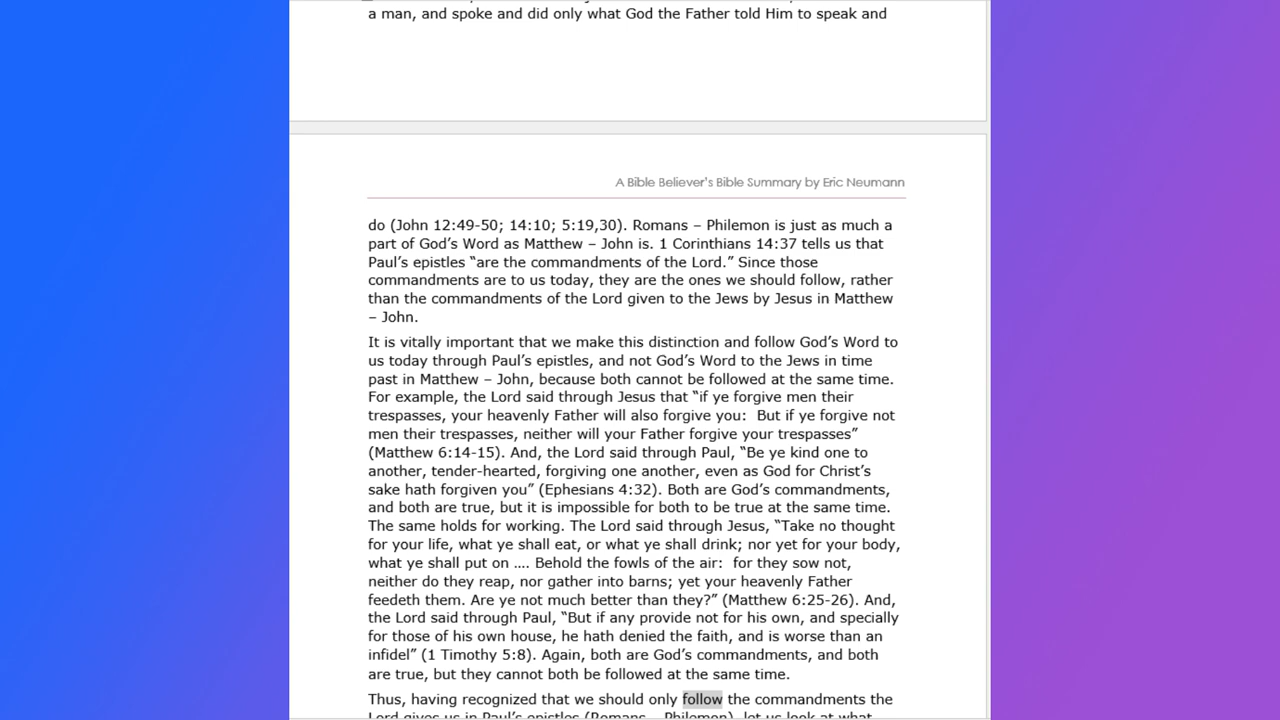 a man, and spoke and did only what God the Father told Him to speak and
A Bible Believer's Bible Summary by Eric Neumann
do (John 12:49-50; 14:10; 5:19,30). Romans – Philemon is just as much a
part of God's Word as Matthew – John is. 1 Corinthians 14:37 tells us that
Paul's epistles “are the commandments of the Lord.” Since those
commandments are to us today, they are the ones we should follow, rather
than the commandments of the Lord given to the Jews by Jesus in Matthew
– John.
It is vitally important that we make this distinction and follow God's Word to
us today through Paul's epistles, and not God's Word to the Jews in time
past in Matthew – John, because both cannot be followed at the same time.
For example, the Lord said through Jesus that “if ye forgive men their
trespasses, your heavenly Father will also forgive you:  But if ye forgive not
men their trespasses, neither will your Father forgive your trespasses”
(Matthew 6:14-15). And, the Lord said through Paul, “Be ye kind one to
another, tender-hearted, forgiving one another, even as God for Christ's
sake hath forgiven you” (Ephesians 4:32). Both are God's commandments,
and both are true, but it is impossible for both to be true at the same time.
The same holds for working. The Lord said through Jesus, “Take no thought
for your life, what ye shall eat, or what ye shall drink; nor yet for your body,
what ye shall put on .... Behold the fowls of the air:  for they sow not,
neither do they reap, nor gather into barns; yet your heavenly Father
feedeth them. Are ye not much better than they?” (Matthew 6:25-26). And,
the Lord said through Paul, “But if any provide not for his own, and specially
for those of his own house, he hath denied the faith, and is worse than an
infidel” (1 Timothy 5:8). Again, both are God's commandments, and both
are true, but they cannot both be followed at the same time.
Thus, having recognized that we should only follow the commandments the
Lord gives us in Paul's epistles (Romans – Philemon), let us look at what